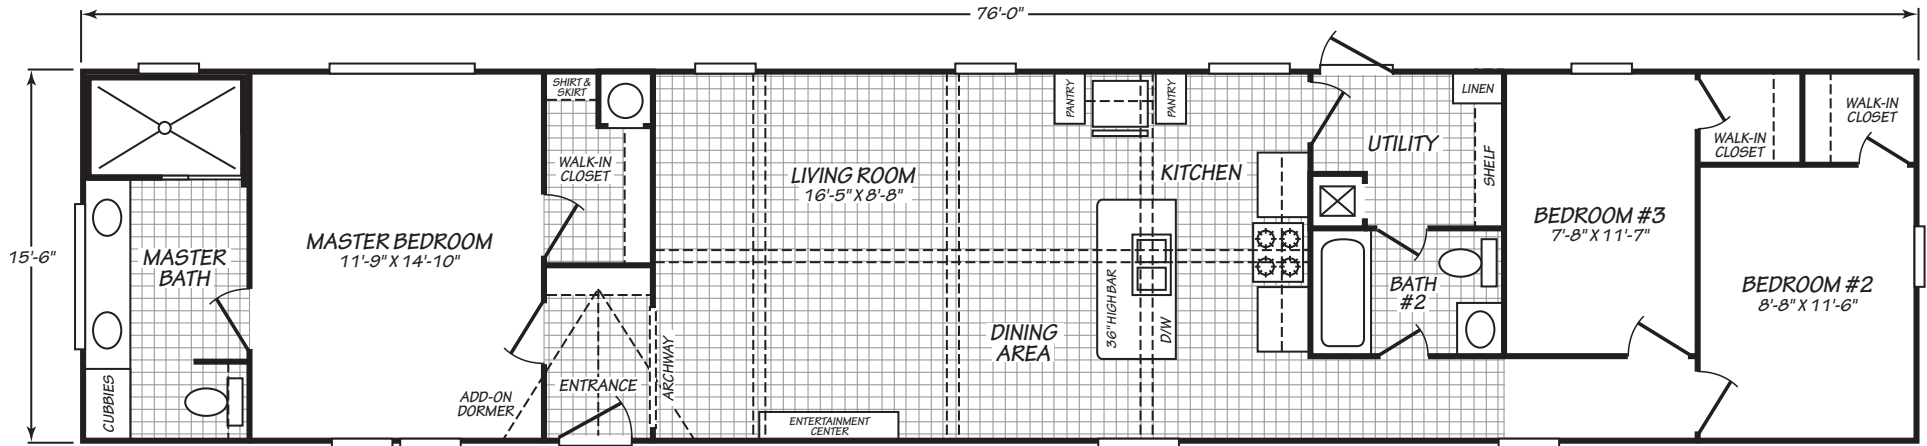 76'-0"
15'-6"
MASTER
BATH
CUBBIES
MASTER BEDROOM
11'-9" X 14'-10"
SHIRT &
SKIRT
WALK-IN
CLOSET
ADD-ON
DORMER
ENTRANCE
ARCHWAY
LIVING ROOM
16'-5" X 8'-8"
ENTERTAINMENT
CENTER
DINING
AREA
PANTRY
PANTRY
KITCHEN
36" HIGH BAR
D/W
UTILITY
LINEN
SHELF
BATH
#2
BEDROOM #3
7'-8" X 11'-7"
WALK-IN
CLOSET
WALK-IN
CLOSET
BEDROOM #2
8'-8" X 11'-6"